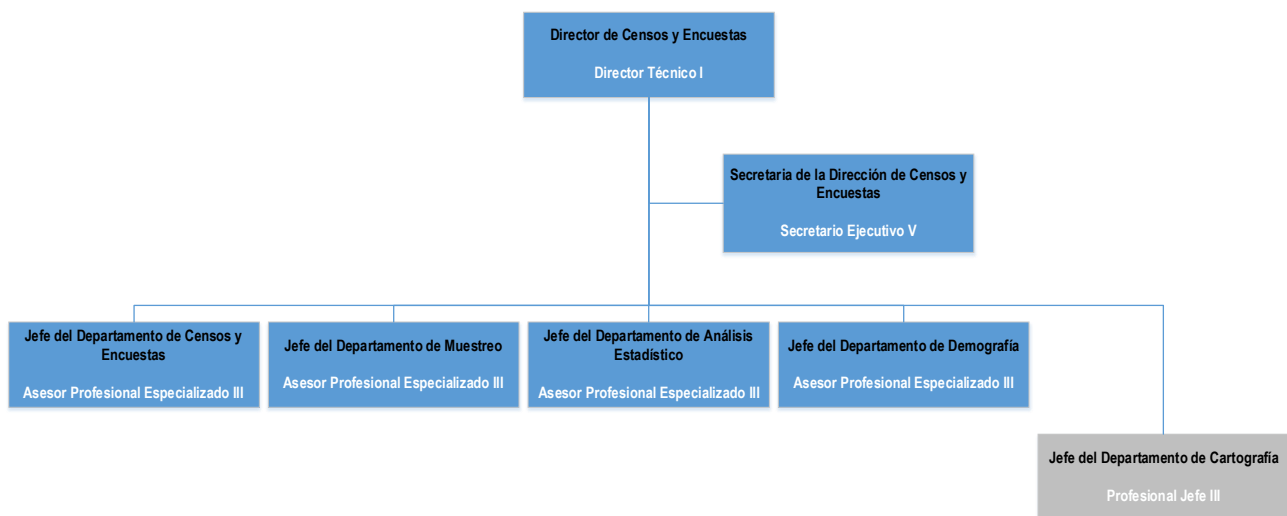 Director de Censos y Encuestas
Director Técnico I
Secretaria de la Dirección de Censos y
Encuestas
Secretario Ejecutivo V
Jefe del Departamento de Censos y
Encuestas
Asesor Profesional Especializado III
Jefe del Departamento de Muestreo
Asesor Profesional Especializado III
Jefe del Departamento de Análisis
Estadístico
Asesor Profesional Especializado III
Jefe del Departamento de Demografía
Asesor Profesional Especializado III
Jefe del Departamento de Cartografía
Profesional Jefe III